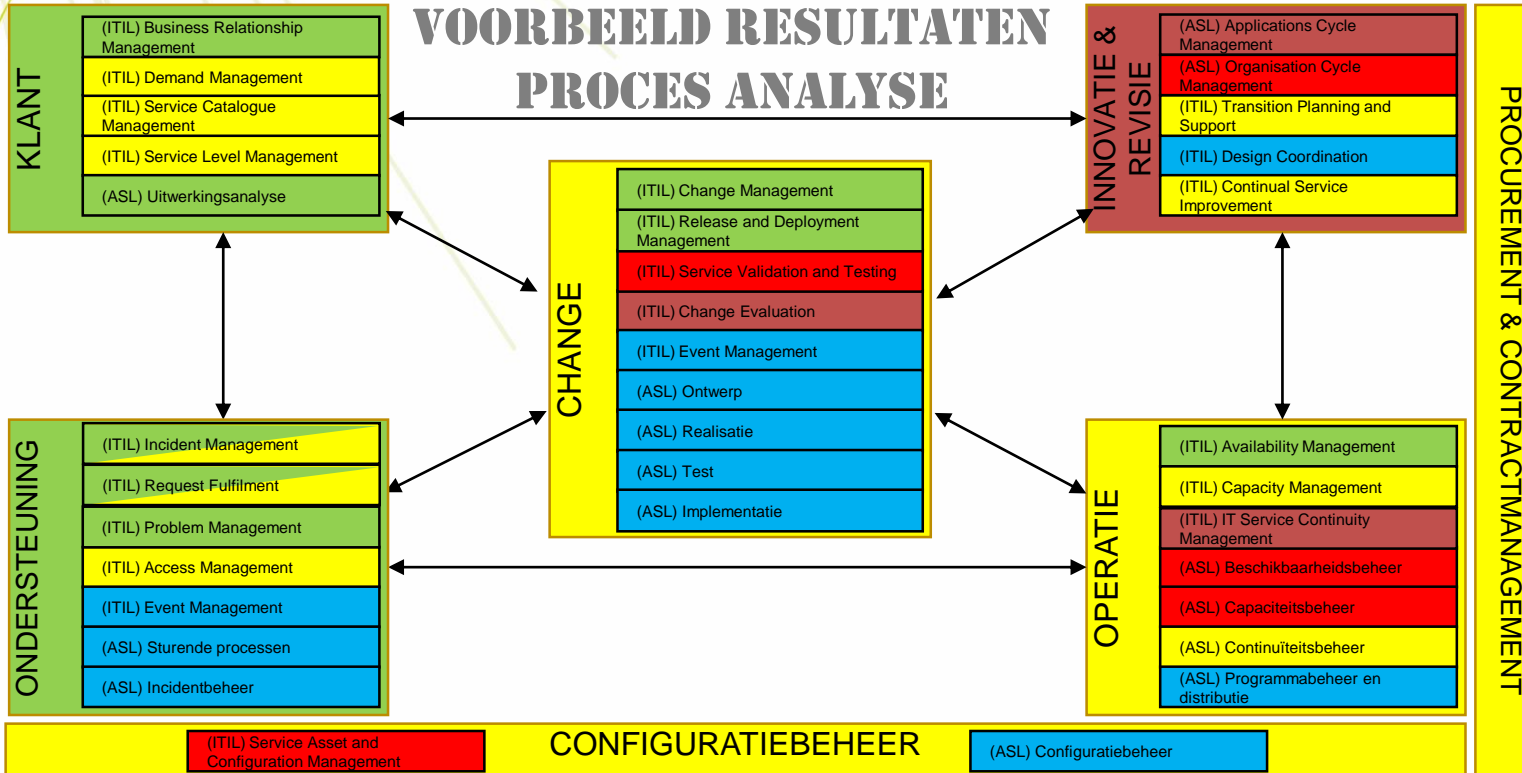 VOORBEELD RESULTATEN
PROCES ANALYSE
KLANT
(ITIL) Business Relationship
Management
(ITIL) Demand Management
(ITIL) Service Catalogue
Management
(ITIL) Service Level Management
(ASL) Uitwerkingsanalyse
INNOVATIE &
REVISIE
(ASL) Applications Cycle
Management
(ASL) Organisation Cycle
Management
(ITIL) Transition Planning and
Support
(ITIL) Design Coordination
(ITIL) Continual Service
Improvement
CHANGE
(ITIL) Change Management
(ITIL) Release and Deployment
Management
(ITIL) Service Validation and Testing
(ITIL) Change Evaluation
(ITIL) Event Management
(ASL) Ontwerp
(ASL) Realisatie
(ASL) Test
(ASL) Implementatie
ONDERSTEUNING
(ITIL) Incident Management
(ITIL) Request Fulfilment
(ITIL) Problem Management
(ITIL) Access Management
(ITIL) Event Management
(ASL) Sturende processen
(ASL) Incidentbeheer
OPERATIE
(ITIL) Availability Management
(ITIL) Capacity Management
(ITIL) IT Service Continuity
Management
(ASL) Beschikbaarheidsbeheer
(ASL) Capaciteitsbeheer
(ASL) Continuïteitsbeheer
(ASL) Programmabeheer en
distributie
PROCUREMENT & CONTRACTMANAGEMENT
(ITIL) Service Asset and
Configuration Management
CONFIGURATIEBEHEER
(ASL) Configuratiebeheer